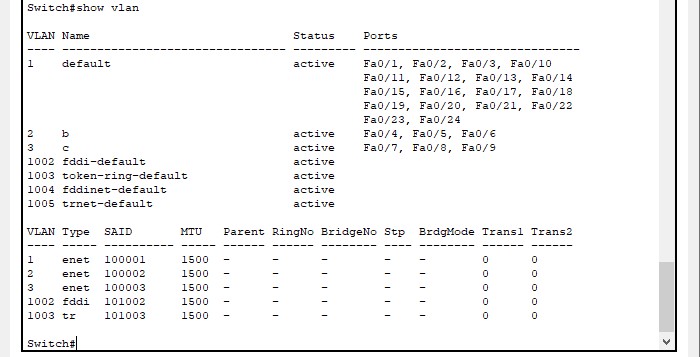 Switch#show vlan
VLAN Name Status Ports
---- -------------------------------- --------- -------------------------------
1 default active Fa0/1, Fa0/2, Fa0/3, Fa0/10
Fa0/11, Fa0/12, Fa0/13, Fa0/14
Fa0/15, Fa0/16, Fa0/17, Fa0/18
Fa0/19, Fa0/20, Fa0/21, Fa0/22
Fa0/23, Fa0/24
2 b active Fa0/4, Fa0/5, Fa0/6
3 c active Fa0/7, Fa0/8, Fa0/9
1002 fddi-default active
1003 token-ring-default active
1004 fddinet-default active
1005 trnet-default active
VLAN Type SAID MTU Parent RingNo BridgeNo Stp BrdgMode Trans1 Trans2
---- ----- ---------- ----- ------ ------ -------- ---- -------- ------ ------
1 enet 100001 1500 - - - - - 0 0
2 enet 100002 1500 - - - - - 0 0
3 enet 100003 1500 - - - - - 0 0
1002 fddi 101002 1500 - - - - - 0 0
1003 tr 101003 1500 - - - - - 0 0
Switch#